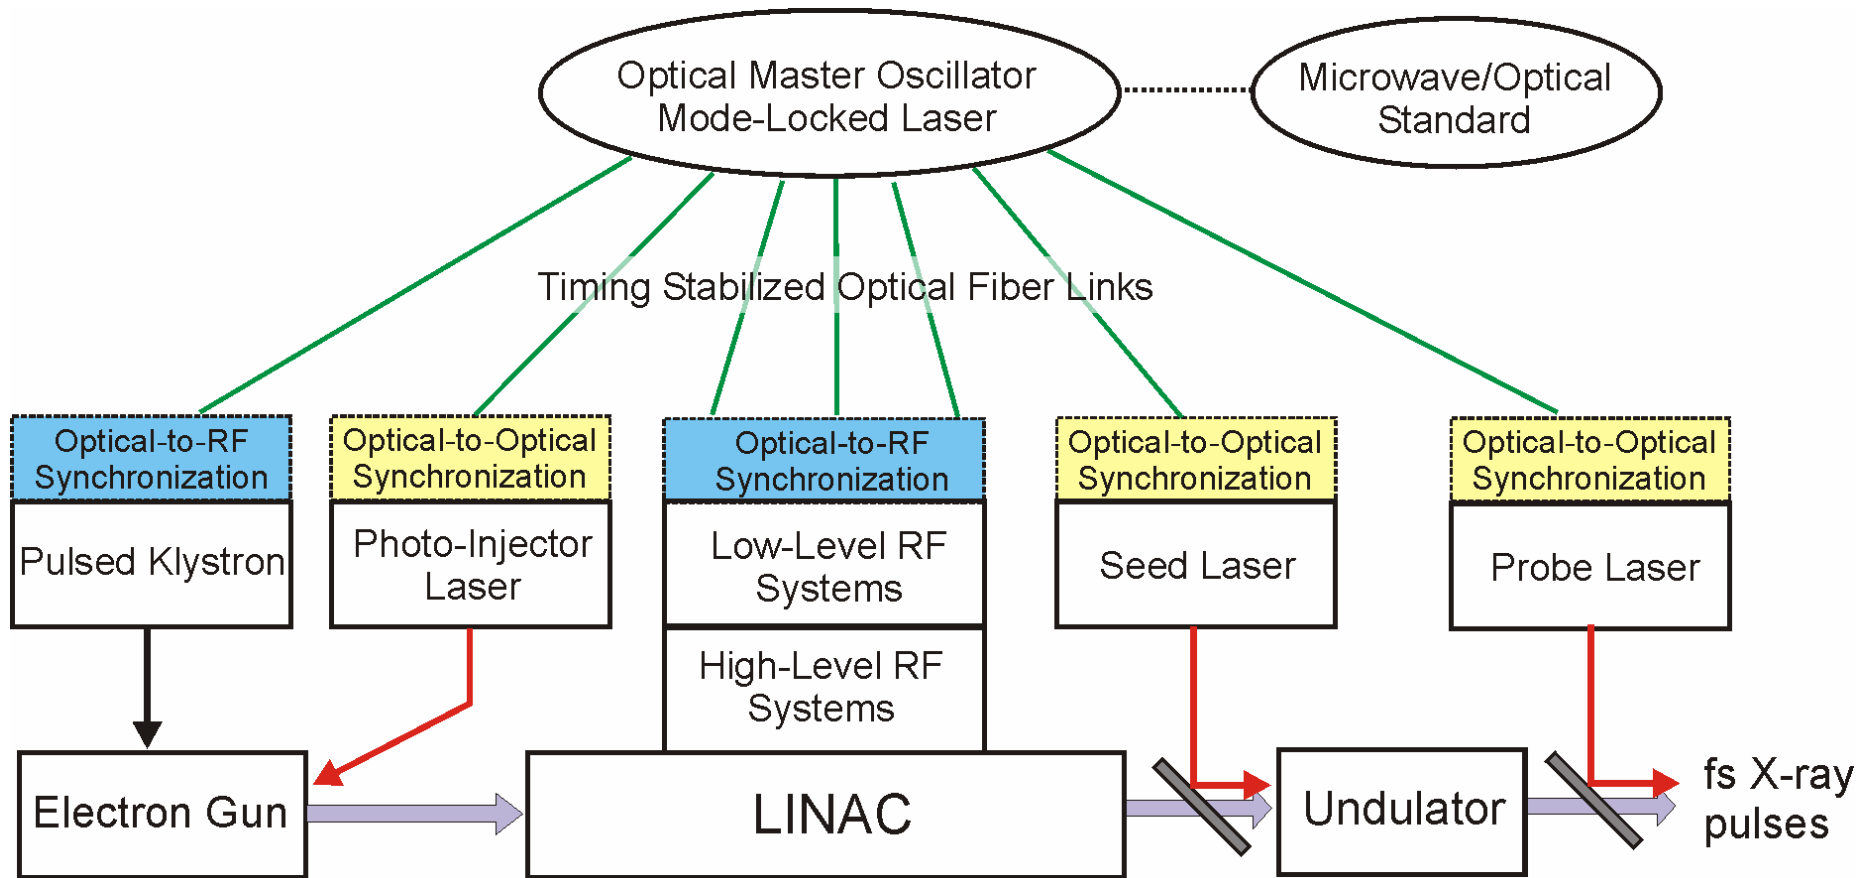 Optical Master Oscillator
Mode-Locked Laser
Microwave/Optical
Standard
Timing Stabilized Optical Fiber Links
Optical-to-RF
Synchronization
Pulsed Klystron
Optical-to-Optical
Synchronization
Photo-Injector
Laser
Optical-to-RF
Synchronization
Low-Level RF
Systems
High-Level RF
Systems
Optical-to-Optical
Synchronization
Seed Laser
Optical-to-Optical
Synchronization
Probe Laser
Electron Gun
LINAC
Undulator
fs X-ray
pulses